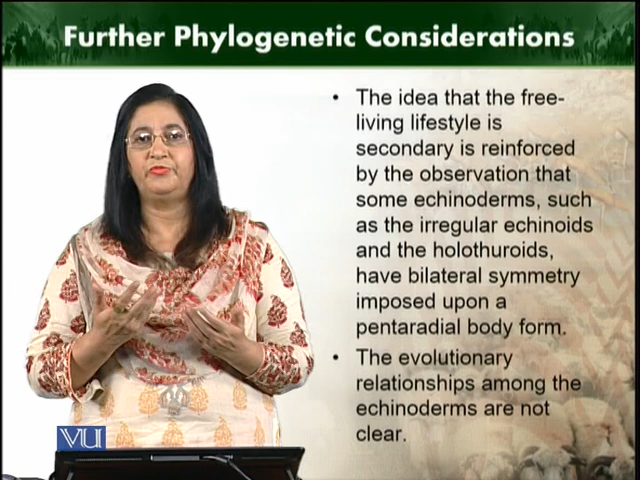 Further Phylogenetic Considerations
• The idea that the free-
living lifestyle is
secondary is reinforced
by the observation that
some echinoderms, such
as the irregular echinoids
and the holothuroids,
have bilateral symmetry
imposed upon a
pentaradial body form.
• The evolutionary
relationships among the
echinoderms are not
clear.
VU